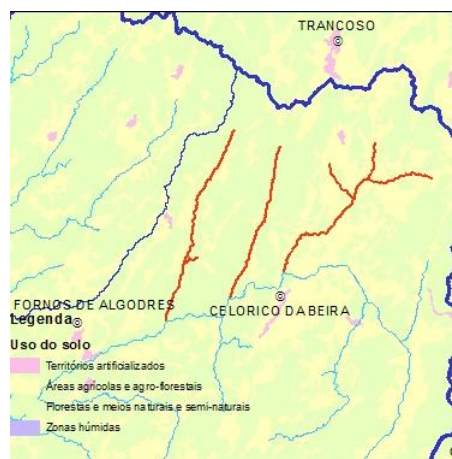 TRANCOSO
FORNOS DE ALGODRES
CELORICO DA BEIRA
Legenda
Uso do solo
Territórios artificializados
Áreas agrícolas e agro-forestais
Florestas e meios naturais e semi-naturais
Zonas húmidas